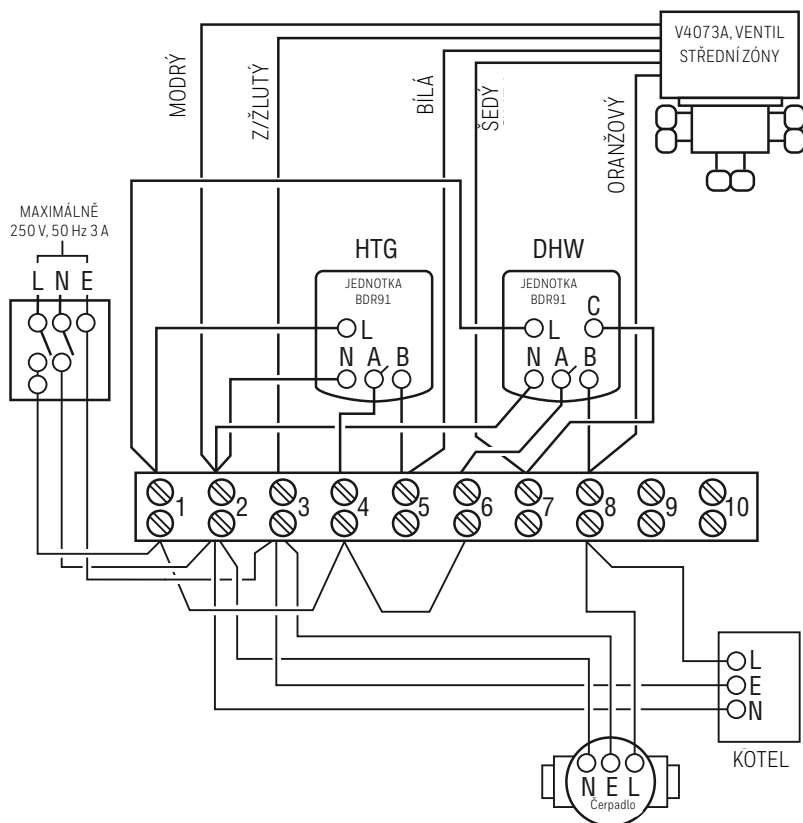 V4073A, VENTIL
STŘEDNÍ ZÓNY
MODRÝ
Z/ŽLUTÝ
BÍLÁ
ŠEDÝ
ORANŽOVÝ
MAXIMÁLNĚ
250 V, 50 Hz 3 A
L N E
HTG
JEDNOTKA
BDR91
L
N A B
DHW
JEDNOTKA
BDR91
C
L
N A B
1 2 3 4 5 6 7 8 9 10
L
E
N
KOTEL
N E L
Čerpadlo